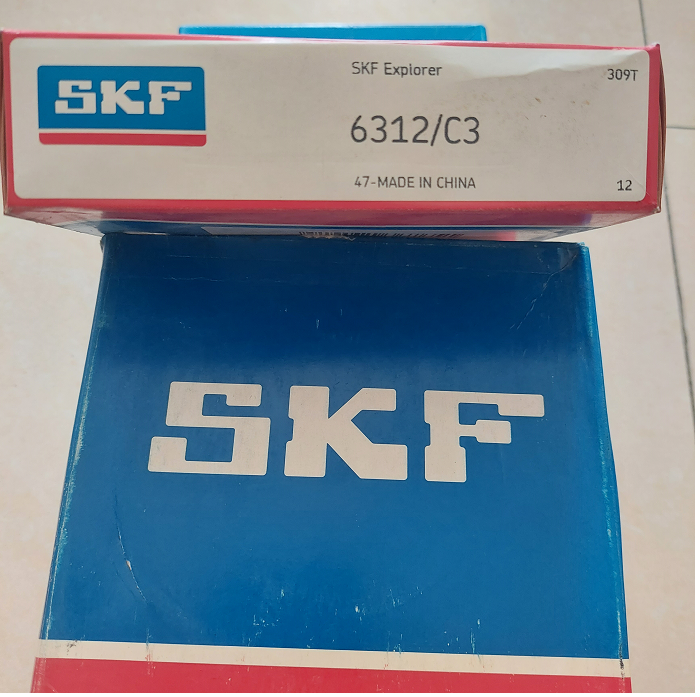 SKF
SKF Explorer
309T
6312/C3
47-MADE IN CHINA
12
SKF